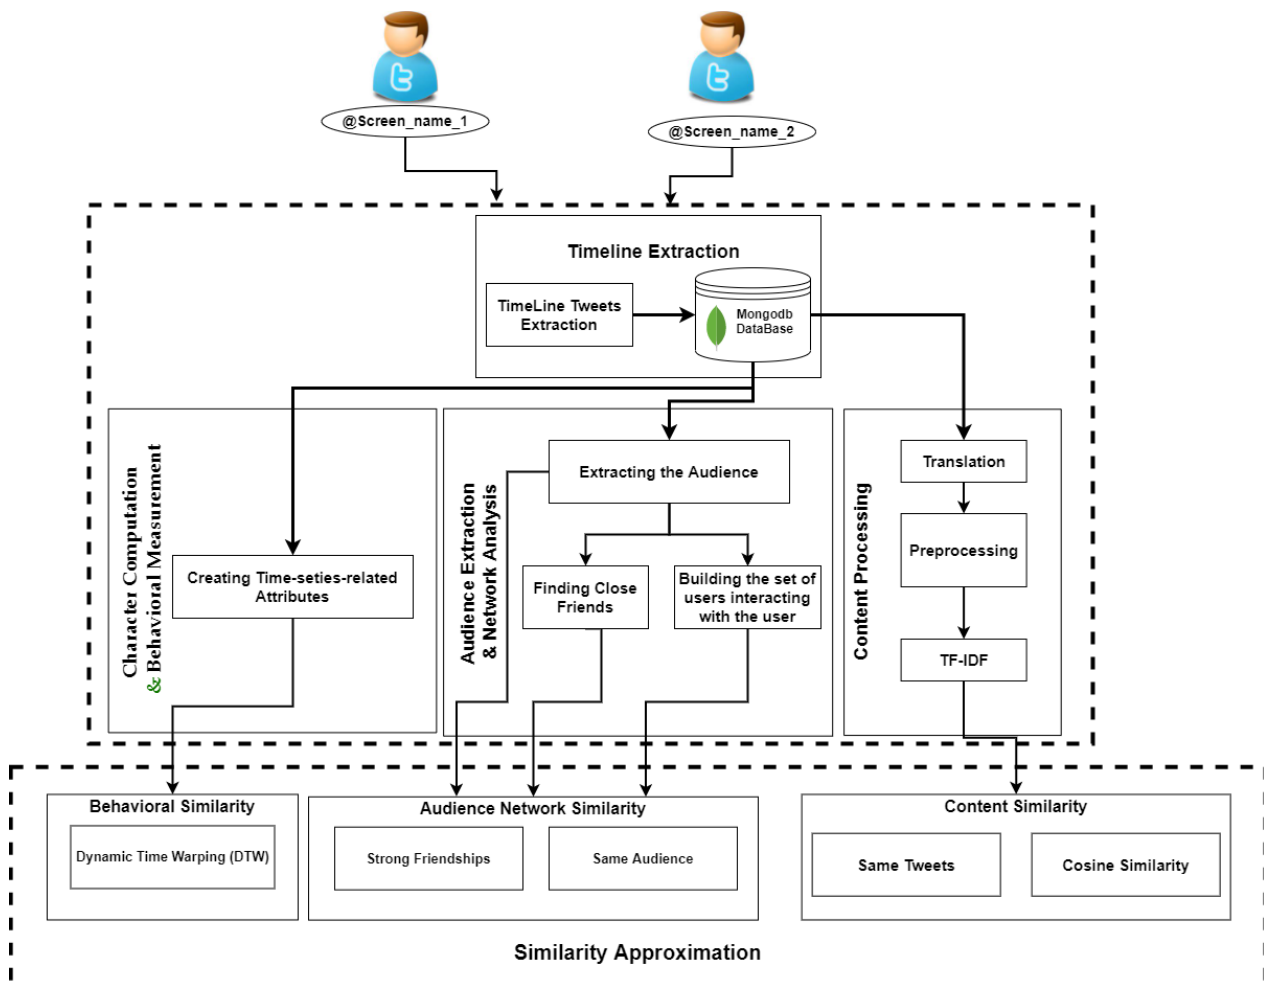 @Screen_name_1
@Screen_name_2
Timeline Extraction
TimeLine Tweets
Extraction
Mongodb
DataBase
Character Computation
& Behavioral Measurement
Creating Time-seties-related
Attributes
Audience Extraction
& Network Analysis
Extracting the Audience
Finding Close
Friends
Building the set of
users interacting
with the user
Content Processing
Translation
Preprocessing
TF-IDF
Behavioral Similarity
Dynamic Time Warping (DTW)
Audience Network Similarity
Strong Friendships
Same Audience
Content Similarity
Same Tweets
Cosine Similarity
Similarity Approximation